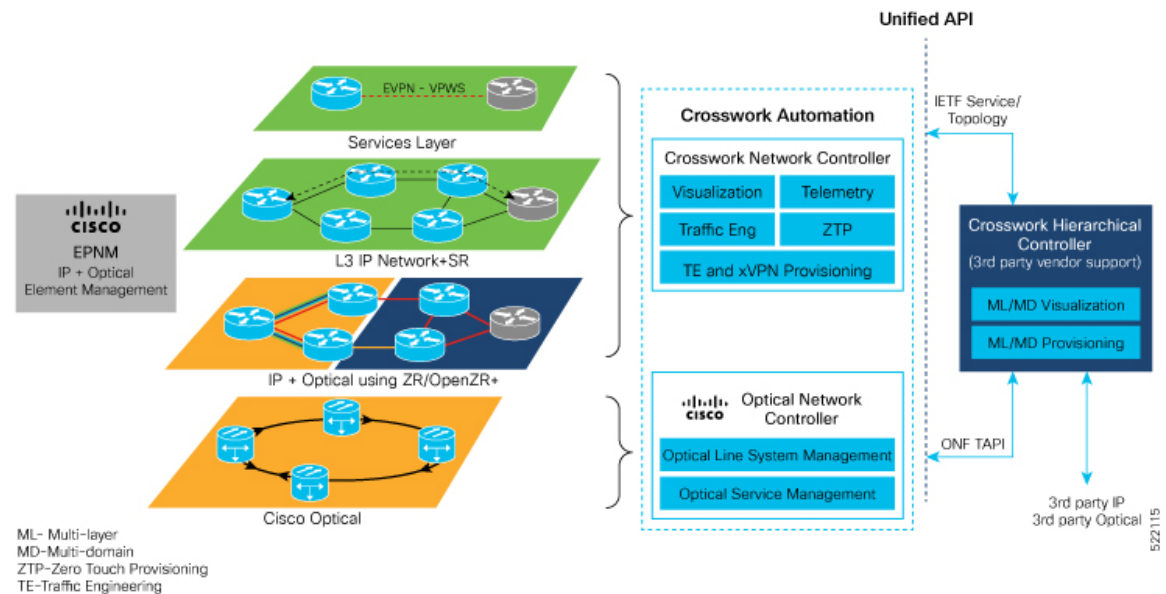 Unified API
EVPN - VPWS
Services Layer
L3 IP Network+SR
CISCO
EPNM
IP + Optical
Element Management
IP + Optical using ZR/OpenZR+
Cisco Optical
ML- Multi-layer
MD-Multi-domain
ZTP-Zero Touch Provisioning
TE-Traffic Engineering
Crosswork Automation
Crosswork Network Controller
Visualization
Telemetry
Traffic Eng
ZTP
TE and xVPN Provisioning
CISCO
Optical Network
Controller
Optical Line System Management
Optical Service Management
IETF Service/
Topology
Crosswork Hierarchical
Controller
(3rd party vendor support)
ML/MD Visualization
ML/MD Provisioning
ONF TAPI
3rd party IP
3rd party Optical
522115